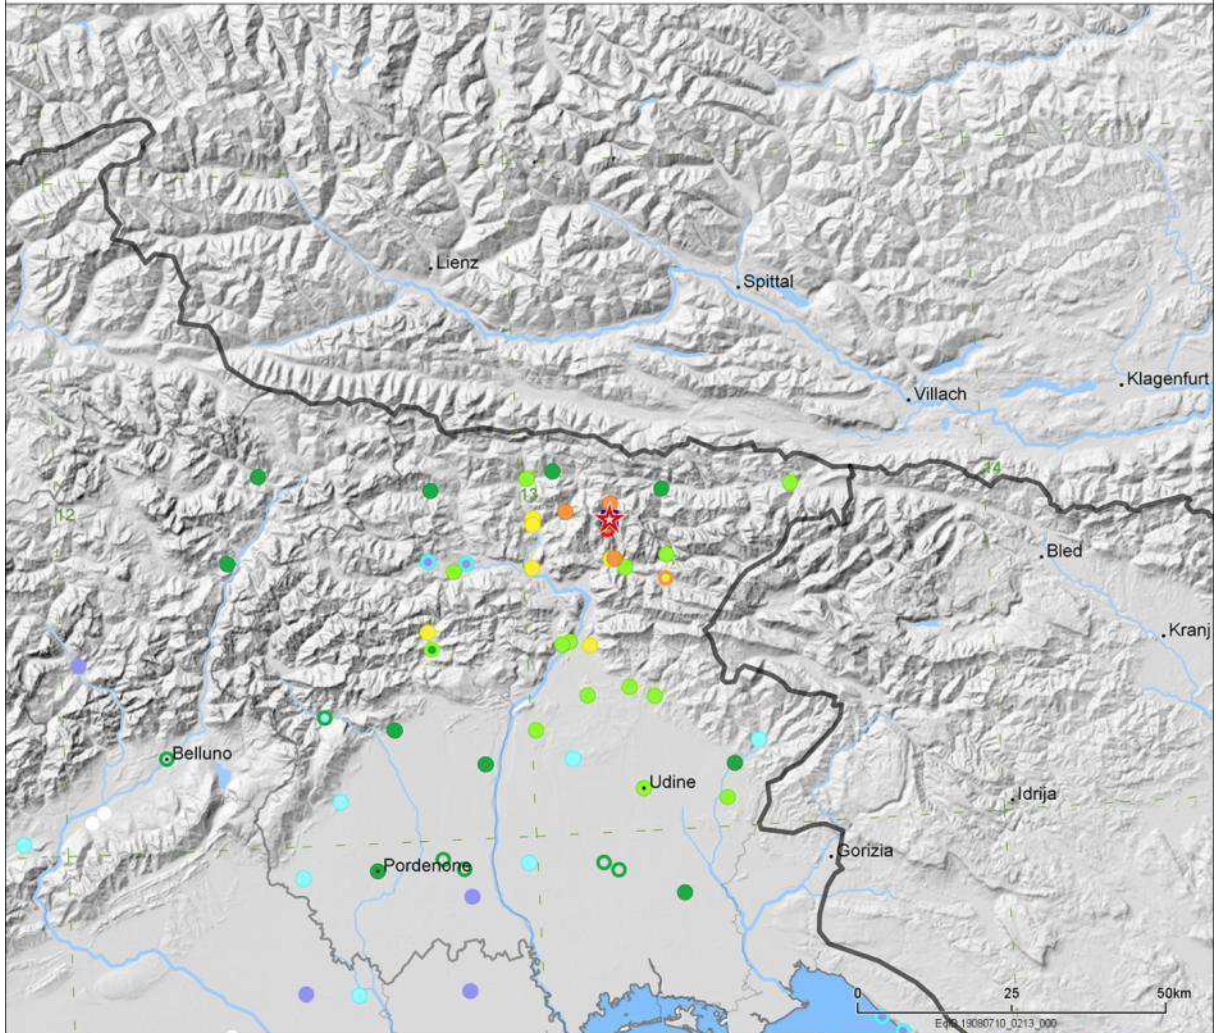 Lienz
Spittal
Klagenfurt
Villach
14
13
12
Bled
Kranj
Belluno
Udine
Idrija
Gorizia
Pordenone
0 25 50km
EqID 19080710_0213_000